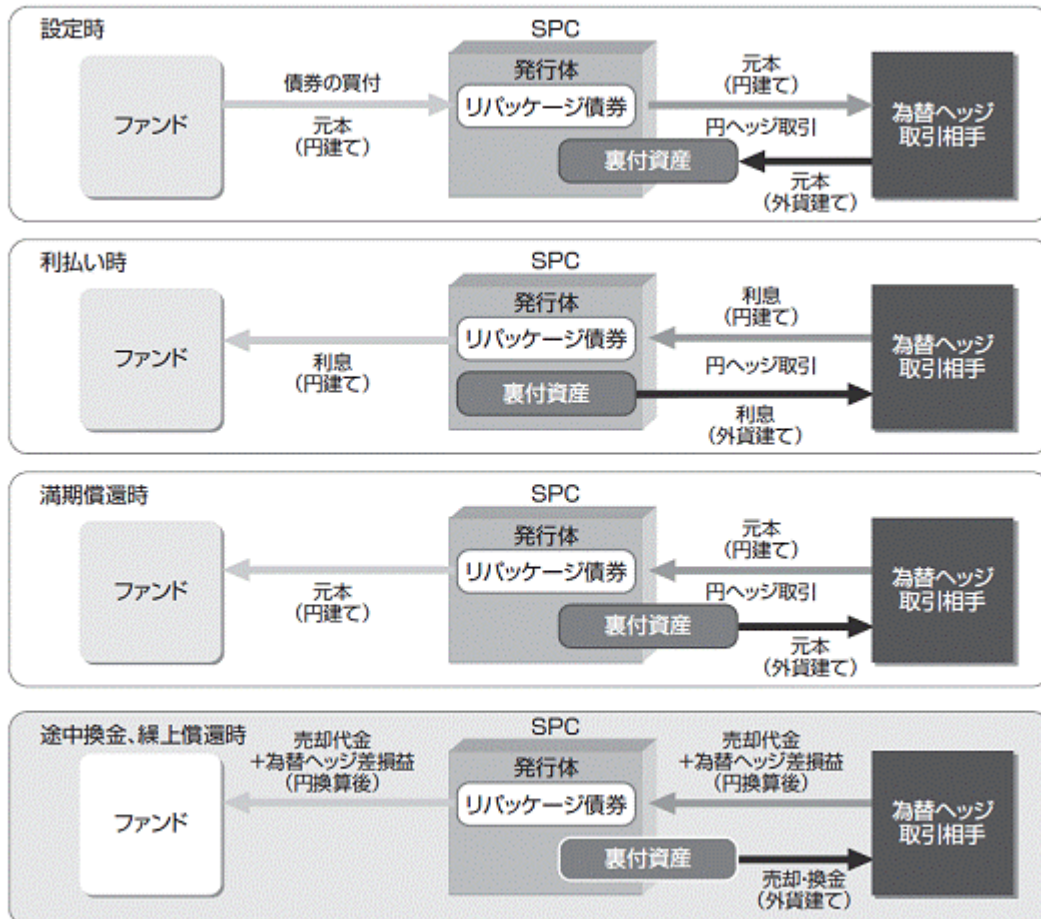 設定時
SPC
ファンド
債券の買付
元本
(円建て)
発行体
リパッケージ債券
裏付資産
元本
(円建て)
円ヘッジ取引
元本
(外貨建て)
為替ヘッジ
取引相手
利払い時
SPC
ファンド
利息
(円建て)
発行体
リパッケージ債券
裏付資産
利息
(円建て)
円ヘッジ取引
利息
(外貨建て)
為替ヘッジ
取引相手
満期償還時
SPC
ファンド
元本
(円建て)
発行体
リパッケージ債券
裏付資産
元本
(円建て)
円ヘッジ取引
元本
(外貨建て)
為替ヘッジ
取引相手
途中換金、繰上償還時
SPC
ファンド
売却代金
+為替ヘッジ差損益
(円換算後)
発行体
リパッケージ債券
裏付資産
売却代金
+為替ヘッジ差損益
(円換算後)
売却・換金
(外貨建て)
為替ヘッジ
取引相手